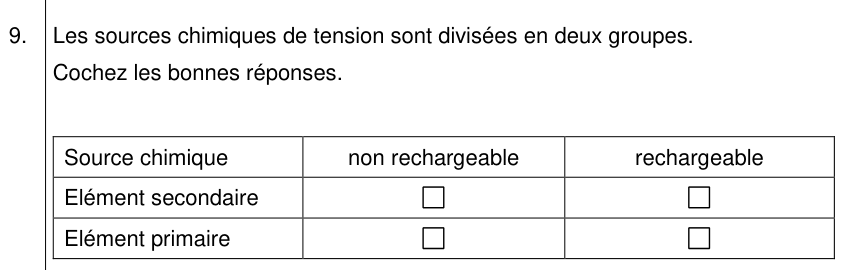 9. Les sources chimiques de tension sont divisées en deux groupes.
Cochez les bonnes réponses.
Source chimique non rechargeable rechargeable
Elément secondaire
Elément primaire